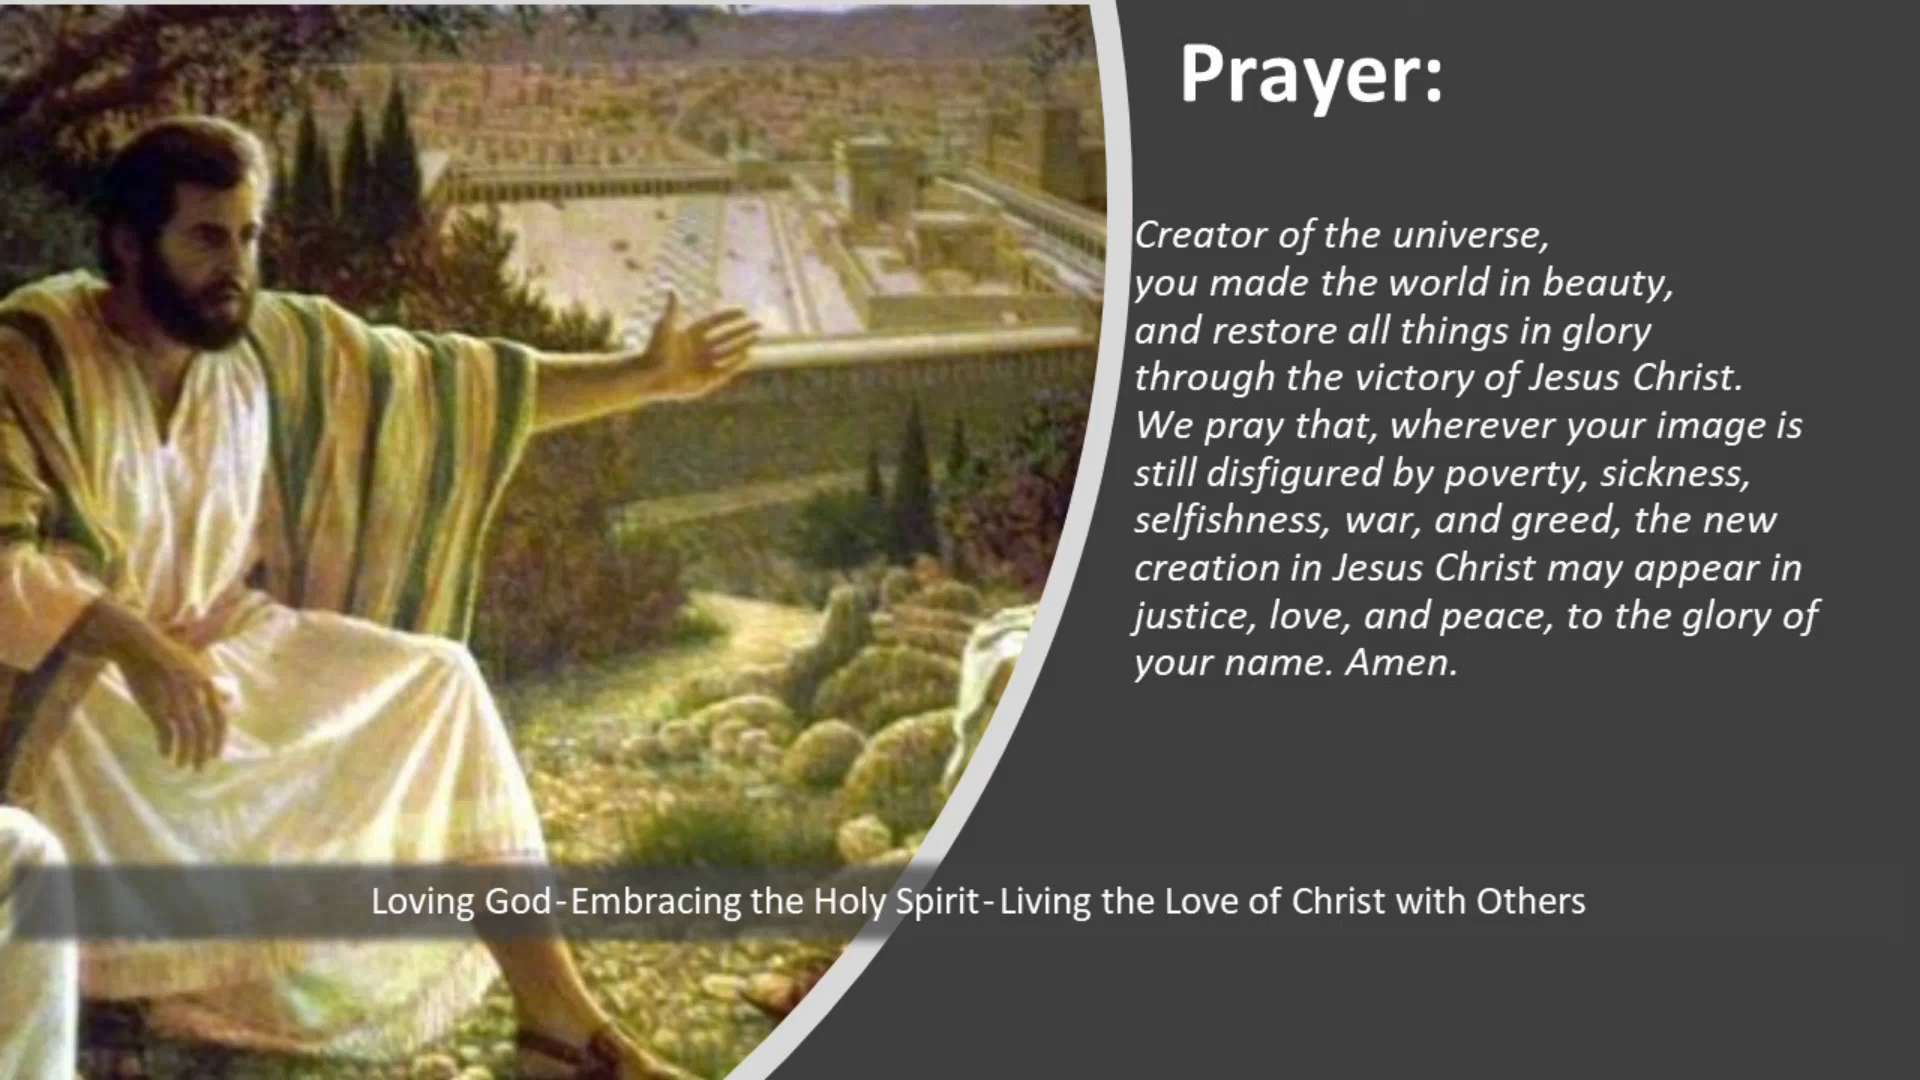 Prayer:
Creator of the universe,
you made the world in beauty,
and restore all things in glory
through the victory of Jesus Christ.
We pray that, wherever your image is
still disfigured by poverty, sickness,
selfishness, war, and greed, the new
creation in Jesus Christ may appear in
justice, love, and peace, to the glory of
your name. Amen.
Loving God-Embracing the Holy Spirit-Living the Love of Christ with Others